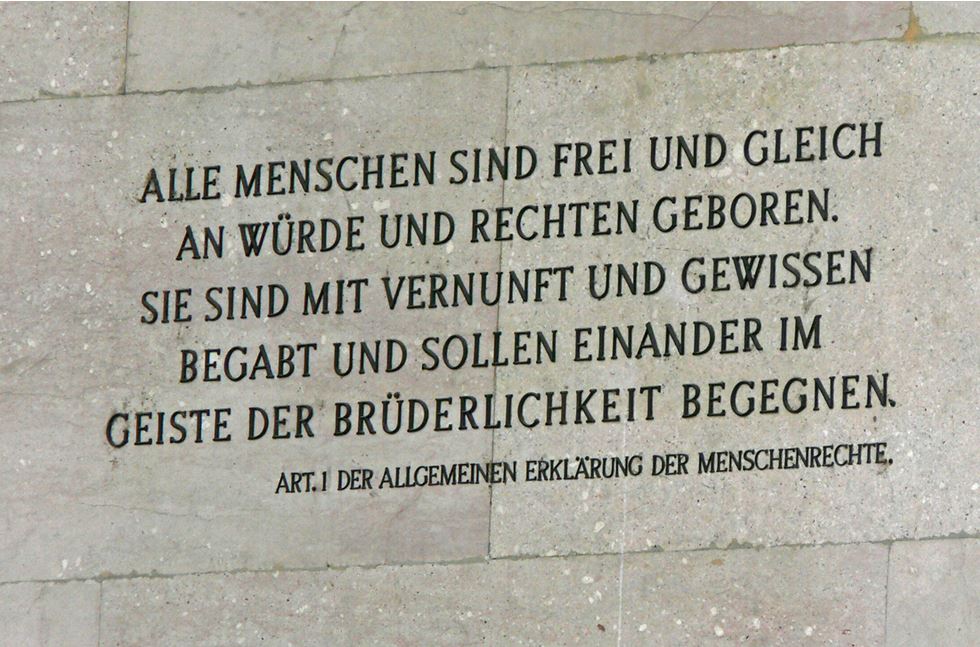 ALLE MENSCHEN SIND FREI UND GLEICH
AN WÜRDE UND RECHTEN GEBOREN.
SIE SIND MIT VERNUNFT UND GEWISSEN
BEGABT UND SOLLEN EINANDER IM
GEISTE DER BRÜDERLICHKEIT BEGEGNEN.
ART. 1 DER ALLGEMEINEN ERKLÄRUNG DER MENSCHENRECHTE.